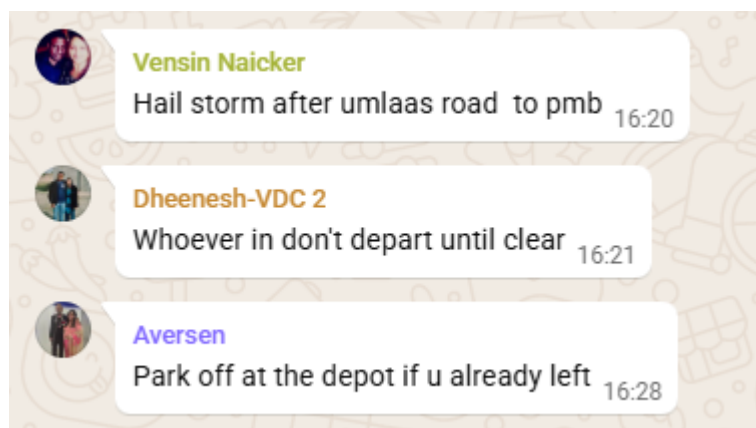 Vensin Naicker
Hail storm after umlaas road  to pmb 16:20
Dheenesh-VDC 2
Whoever in don't depart until clear 16:21
Aversen
Park off at the depot if u already left 16:28